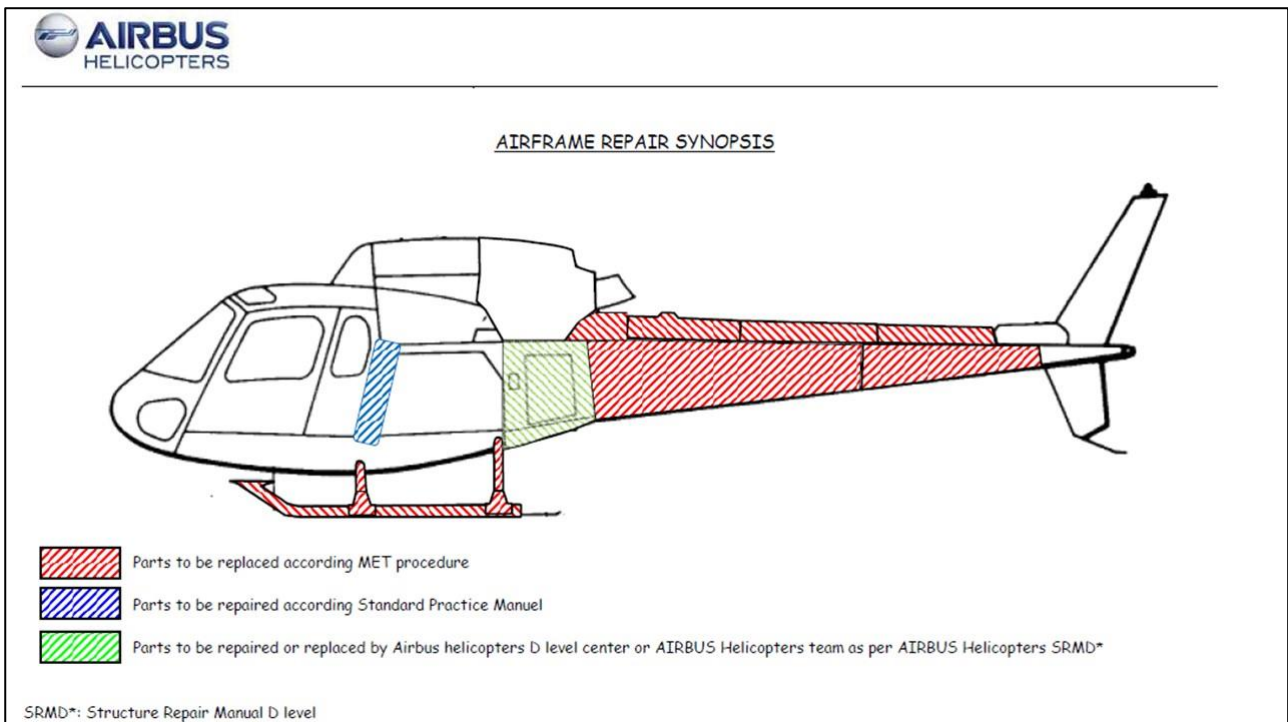 AIRBUS
HELICOPTERS
AIRFRAME REPAIR SYNOPSIS
Parts to be replaced according MET procedure
Parts to be repaired according Standard Practice Manuel
Parts to be repaired or replaced by Airbus helicopters D level center or AIRBUS Helicopters team as per AIRBUS Helicopters SRMD*
SRMD*: Structure Repair Manual D level